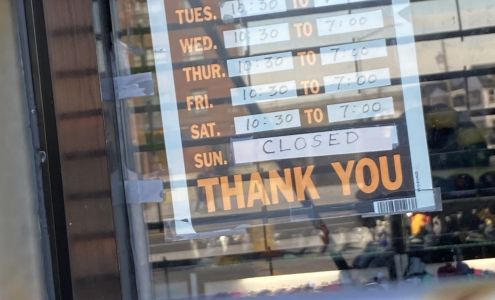 TUES. 10:30 TO 7:00
WED. 10:30 TO 7:00
THUR. 10:30 TO 7:00
FRI. 10:30 TO 7:00
SAT. 10:30 TO 7:00
SUN. CLOSED
THANK YOU